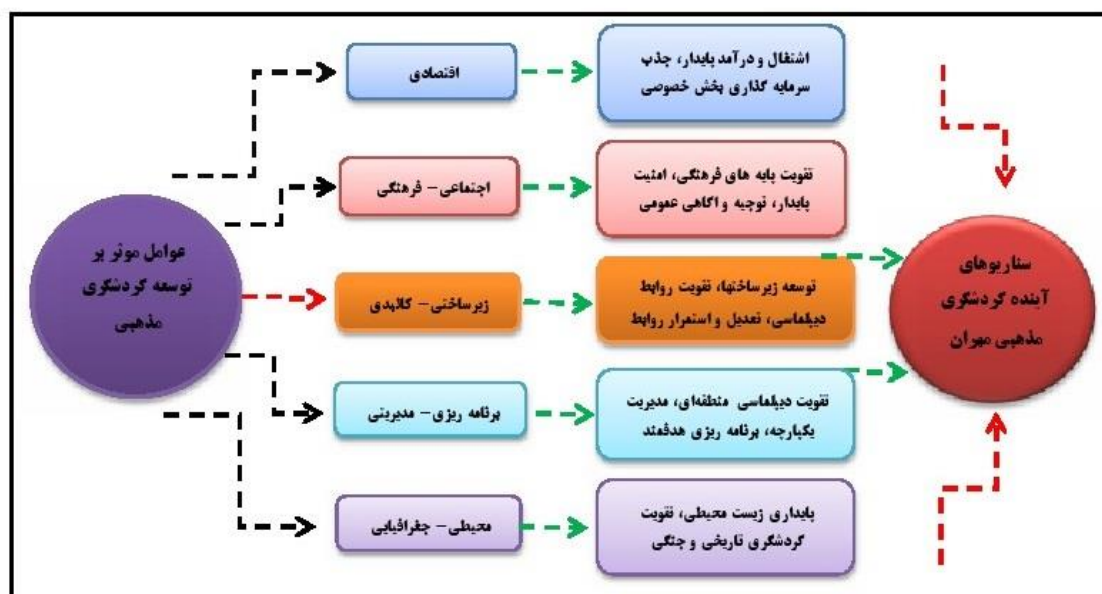 عوامل موثر بر
توسعه گردشگری
مذهبی
اقتصادی
اشتغال و درآمد پایدار، جذب
سرمایه گذاری بخش خصوصی
اجتماعی – فرهنگی
تقویت پایه های فرهنگی، امنیت
پایدار، توجیه و اگاهی عمومی
زیرساختی – کالبدی
توسعه زیرساختها، تقویت روابط
دیپلماسی، تعدیل و استمرار روابط
برنامه ریزی – مدیریتی
تقویت دیپلماسی منطقه‌ای، مدیریت
یکپارچه، برنامه ریزی هدفمند
محیطی – جغرافیایی
پایداری زیست محیطی، تقویت
گردشگری تاریخی و جنگی
سناریوهای
آینده گردشگری
مذهبی مهران